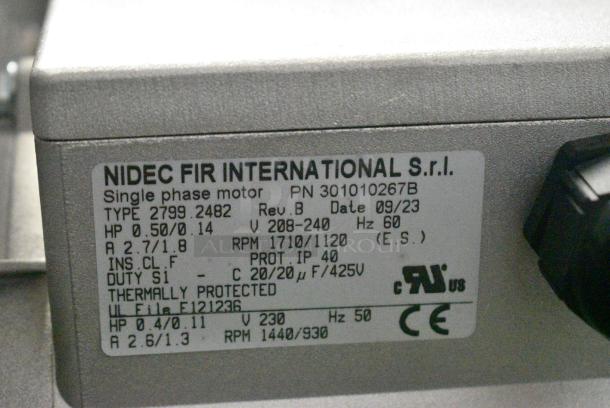 NIDEC FIR INTERNATIONAL S.r.l.
Single phase motor PN 301010267B
TYPE 2799.2482 Rev.B Date 09/23
HP 0.50/0.14 V 208-240 Hz 60
A 2.7/1.8 RPM 1710/1120 (E.S.)
INS.CL.F PROT.IP 40
DUTY S1 - C 20/20μF/425V
THERMALLY PROTECTED
UL File E121236
HP 0.4/0.11 V 230 Hz 50
A 2.6/1.3 RPM 1440/930
c RU US
CE